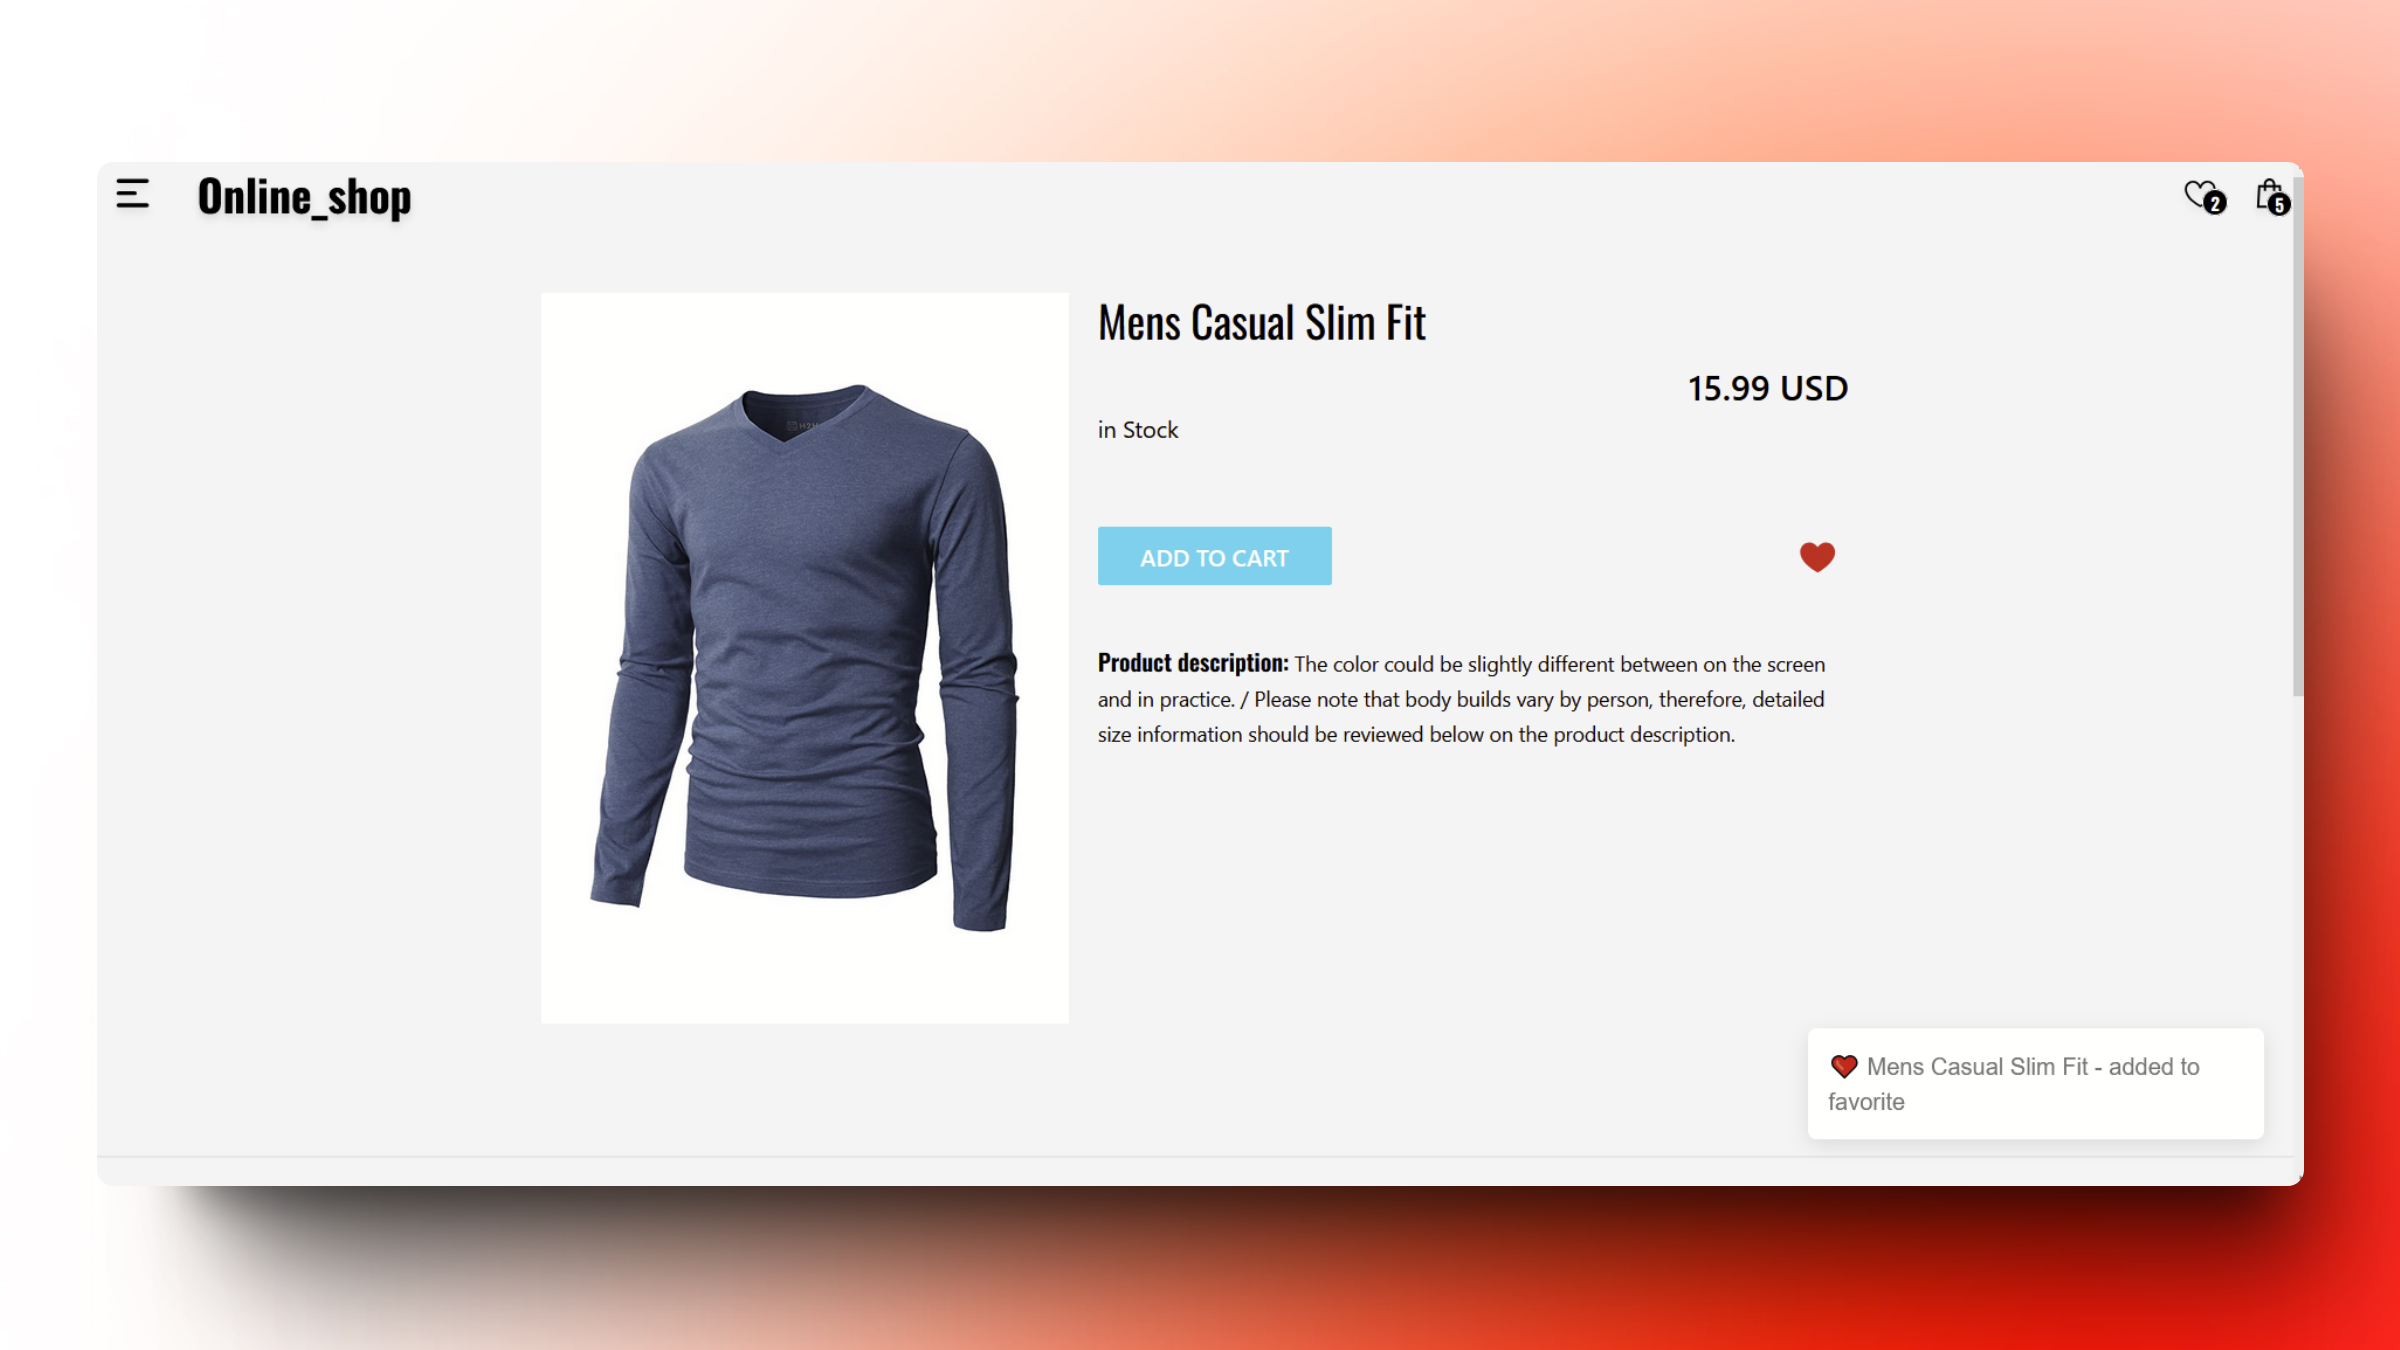 Online_shop
2
5
Mens Casual Slim Fit
15.99 USD
in Stock
ADD TO CART
Product description: The color could be slightly different between on the screen
and in practice. / Please note that body builds vary by person, therefore, detailed
size information should be reviewed below on the product description.
Mens Casual Slim Fit - added to
favorite